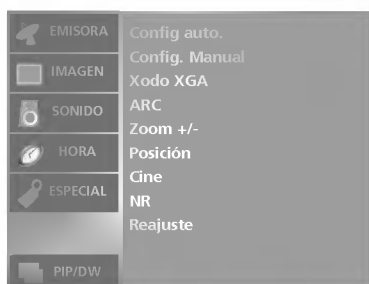 EMISORA
IMAGEN
SONIDO
HORA
ESPECIAL
PIP/DW
Config auto.
Config. Manual
Xodo XGA
ARC
Zoom +/-
Posición
Cine
NR
Reajuste